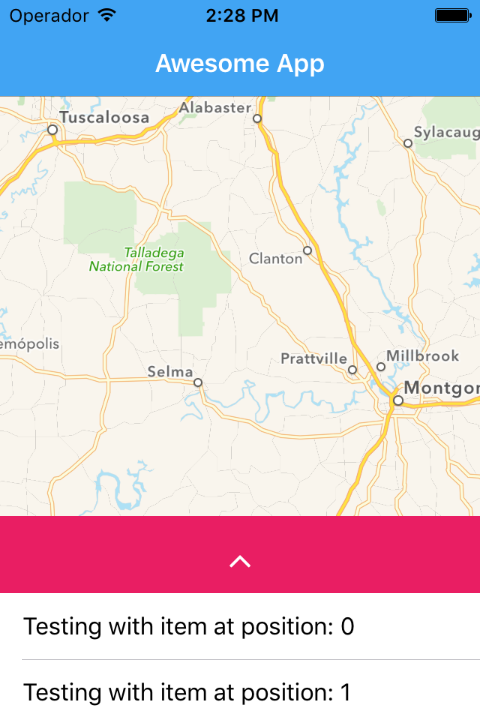 Operador 2:28 PM
Awesome App
Alabaster
Tuscaloosa
Sylacaug
Talladega
National Forest
Clanton
emópolis
Prattville
Millbrook
Selma
Montgor
Testing with item at position: 0
Testing with item at position: 1